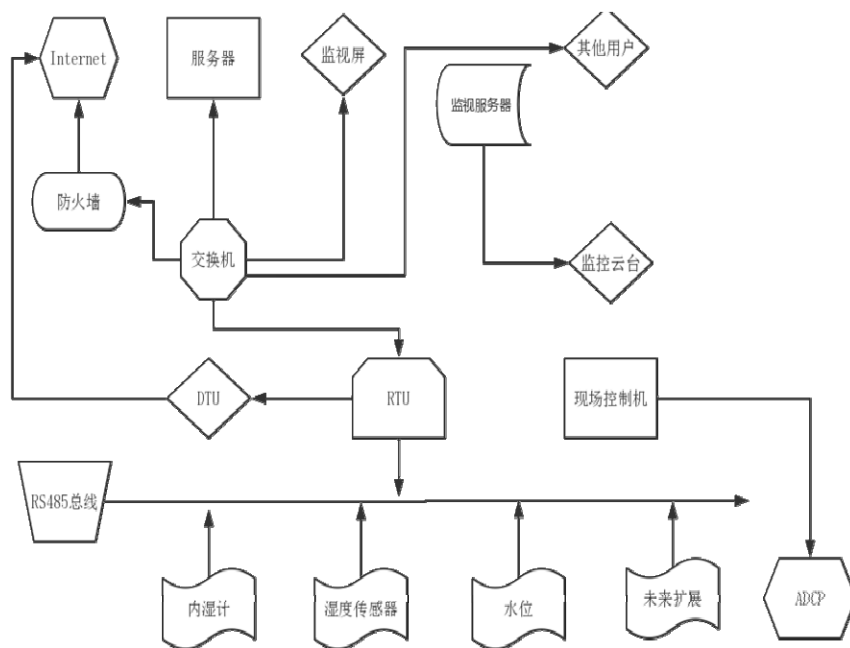 Internet
服务器
监视屏
其他用户
监视服务器
防火墙
交换机
监控云台
DTU
RTU
现场控制机
RS485总线
内湿计
湿度传感器
水位
未来扩展
ADCP